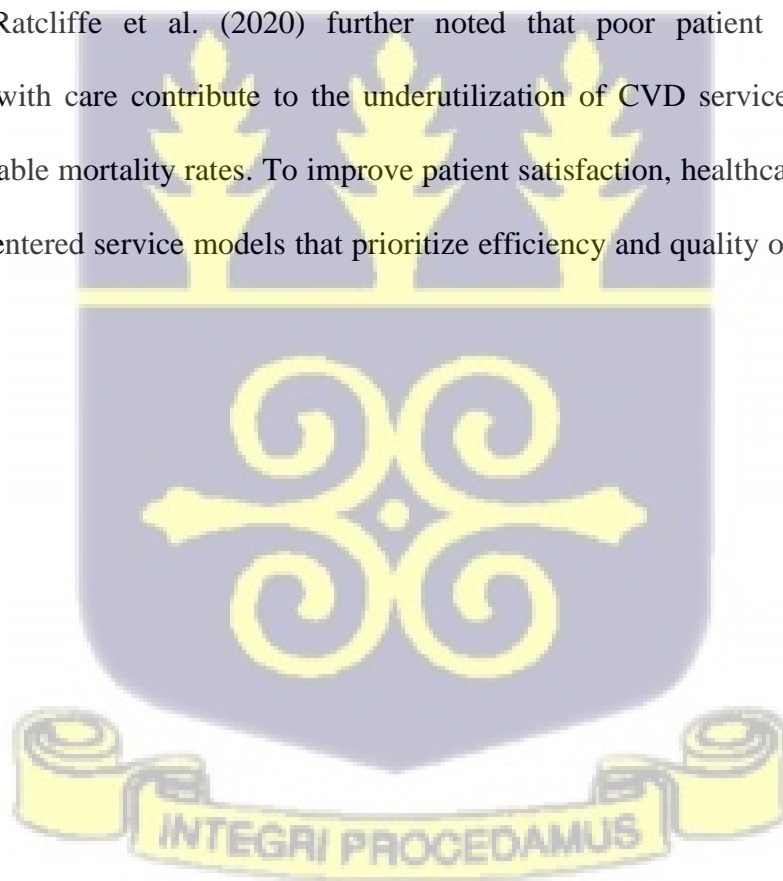 Ratcliffe et al. (2020) further noted that poor patient
with care contribute to the underutilization of CVD service
able mortality rates. To improve patient satisfaction, healthca
entered service models that prioritize efficiency and quality o
INTEGRI PROCEDAMUS